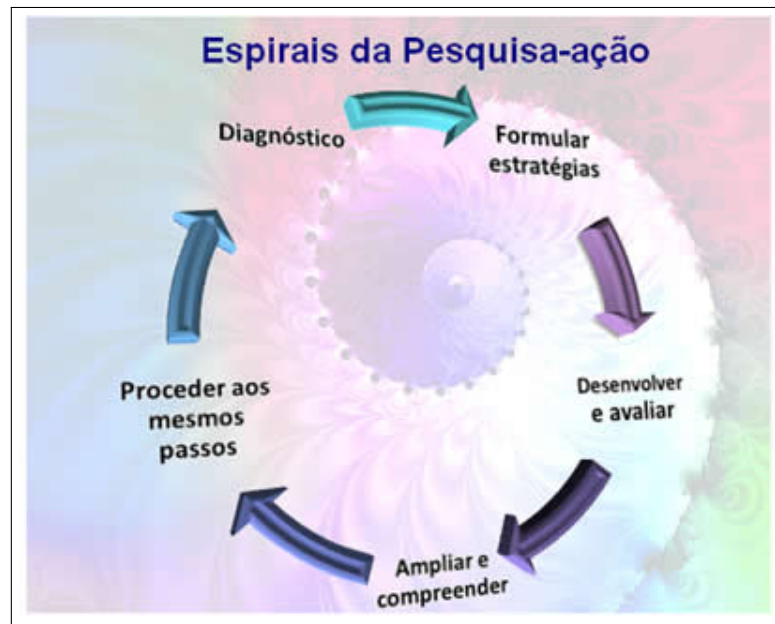 Espirais da Pesquisa-ação
Diagnóstico
Formular
estratégias
Desenvolver
e avaliar
Ampliar e
compreender
Proceder aos
mesmos
passos